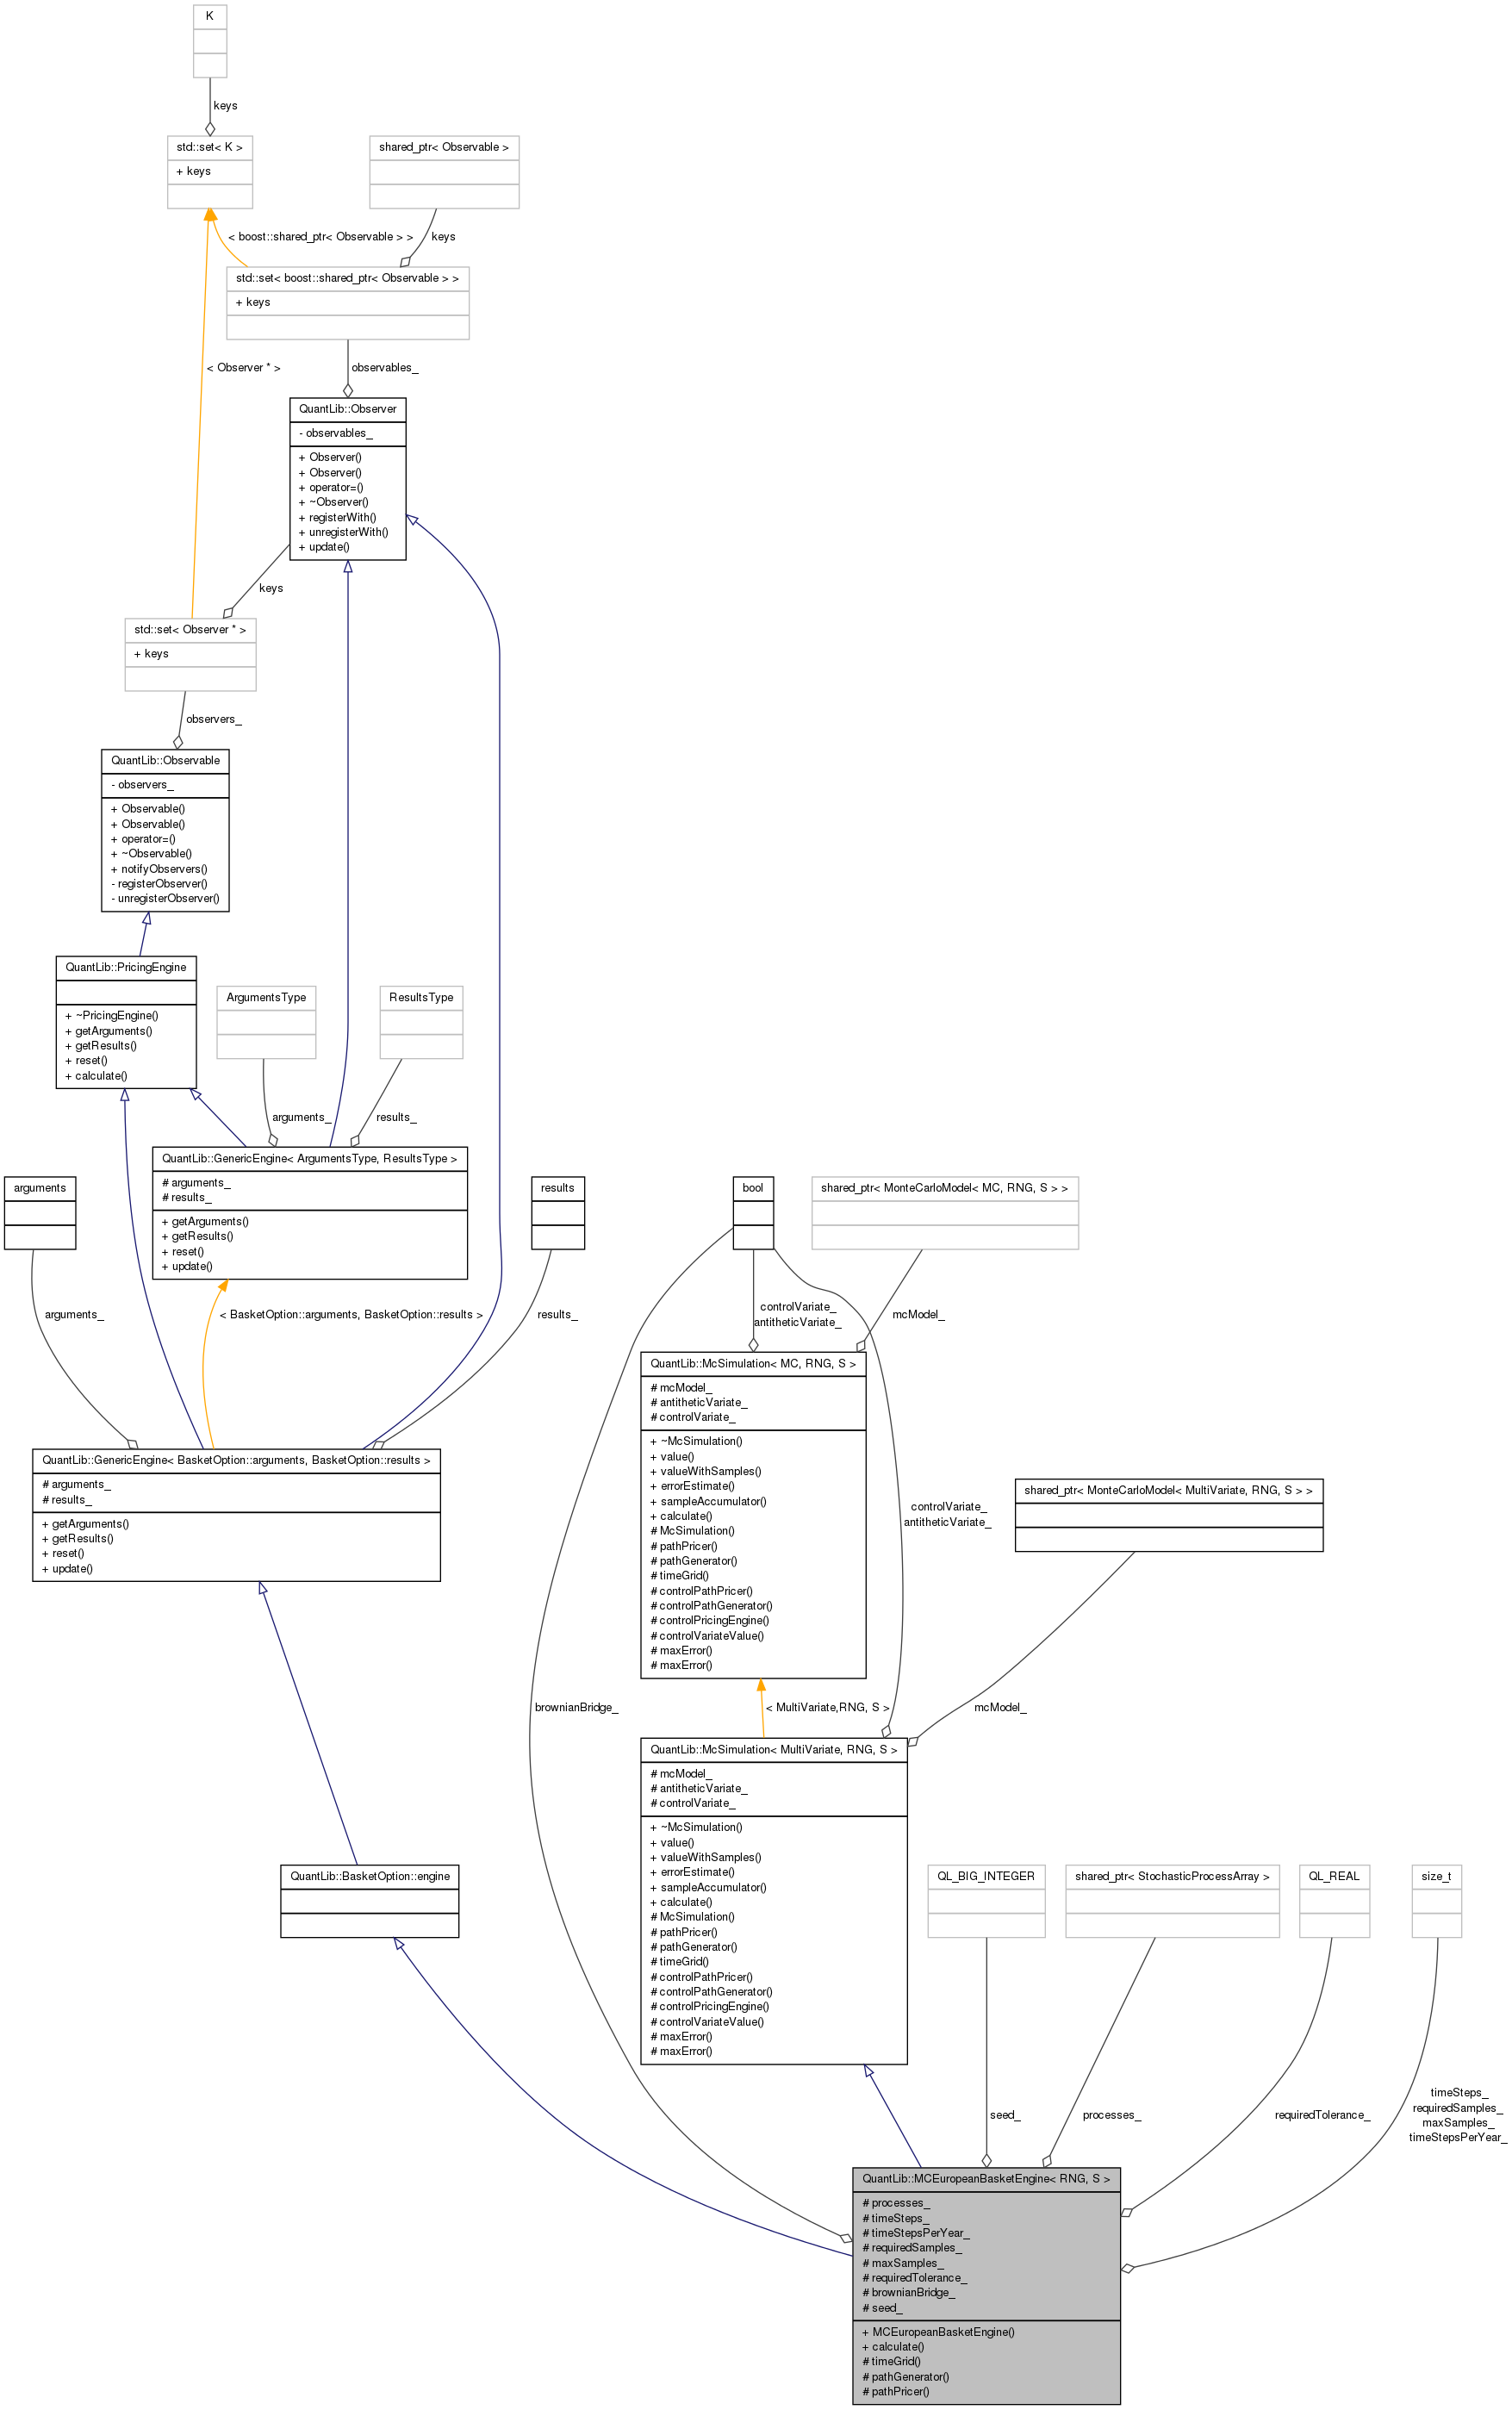 K
keys
std::set< K >
+ keys
shared_ptr< Observable >
< boost::shared_ptr< Observable > >
keys
std::set< boost::shared_ptr< Observable > >
+ keys
< Observer * >
observables_
QuantLib::Observer
- observables_
+ Observer()
+ Observer()
+ operator=()
+ ~Observer()
+ registerWith()
+ unregisterWith()
+ update()
keys
std::set< Observer * >
+ keys
observers_
QuantLib::Observable
- observers_
+ Observable()
+ Observable()
+ operator=()
+ ~Observable()
+ notifyObservers()
- registerObserver()
- unregisterObserver()
QuantLib::PricingEngine
+ ~PricingEngine()
+ getArguments()
+ getResults()
+ reset()
+ calculate()
ArgumentsType
ResultsType
arguments_
results_
QuantLib::GenericEngine< ArgumentsType, ResultsType >
# arguments_
# results_
+ getArguments()
+ getResults()
+ reset()
+ update()
arguments
results
bool
shared_ptr< MonteCarloModel< MC, RNG, S > >
arguments_
< BasketOption::arguments, BasketOption::results >
results_
controlVariate_
antitheticVariate_
mcModel_
QuantLib::McSimulation< MC, RNG, S >
# mcModel_
# antitheticVariate_
# controlVariate_
+ ~McSimulation()
+ value()
+ valueWithSamples()
+ errorEstimate()
+ sampleAccumulator()
+ calculate()
# McSimulation()
# pathPricer()
# pathGenerator()
# timeGrid()
# controlPathPricer()
# controlPathGenerator()
# controlPricingEngine()
# controlVariateValue()
# maxError()
# maxError()
QuantLib::GenericEngine< BasketOption::arguments, BasketOption::results >
# arguments_
# results_
+ getArguments()
+ getResults()
+ reset()
+ update()
controlVariate_
antitheticVariate_
shared_ptr< MonteCarloModel< MultiVariate, RNG, S > >
brownianBridge_
< MultiVariate,RNG, S >
mcModel_
QuantLib::McSimulation< MultiVariate, RNG, S >
# mcModel_
# antitheticVariate_
# controlVariate_
+ ~McSimulation()
+ value()
+ valueWithSamples()
+ errorEstimate()
+ sampleAccumulator()
+ calculate()
# McSimulation()
# pathPricer()
# pathGenerator()
# timeGrid()
# controlPathPricer()
# controlPathGenerator()
# controlPricingEngine()
# controlVariateValue()
# maxError()
# maxError()
QuantLib::BasketOption::engine
QL_BIG_INTEGER
shared_ptr< StochasticProcessArray >
QL_REAL
size_t
seed_
processes_
requiredTolerance_
timeSteps_
requiredSamples_
maxSamples_
timeStepsPerYear_
QuantLib::MCEuropeanBasketEngine< RNG, S >
# processes_
# timeSteps_
# timeStepsPerYear_
# requiredSamples_
# maxSamples_
# requiredTolerance_
# brownianBridge_
# seed_
+ MCEuropeanBasketEngine()
+ calculate()
# timeGrid()
# pathGenerator()
# pathPricer()